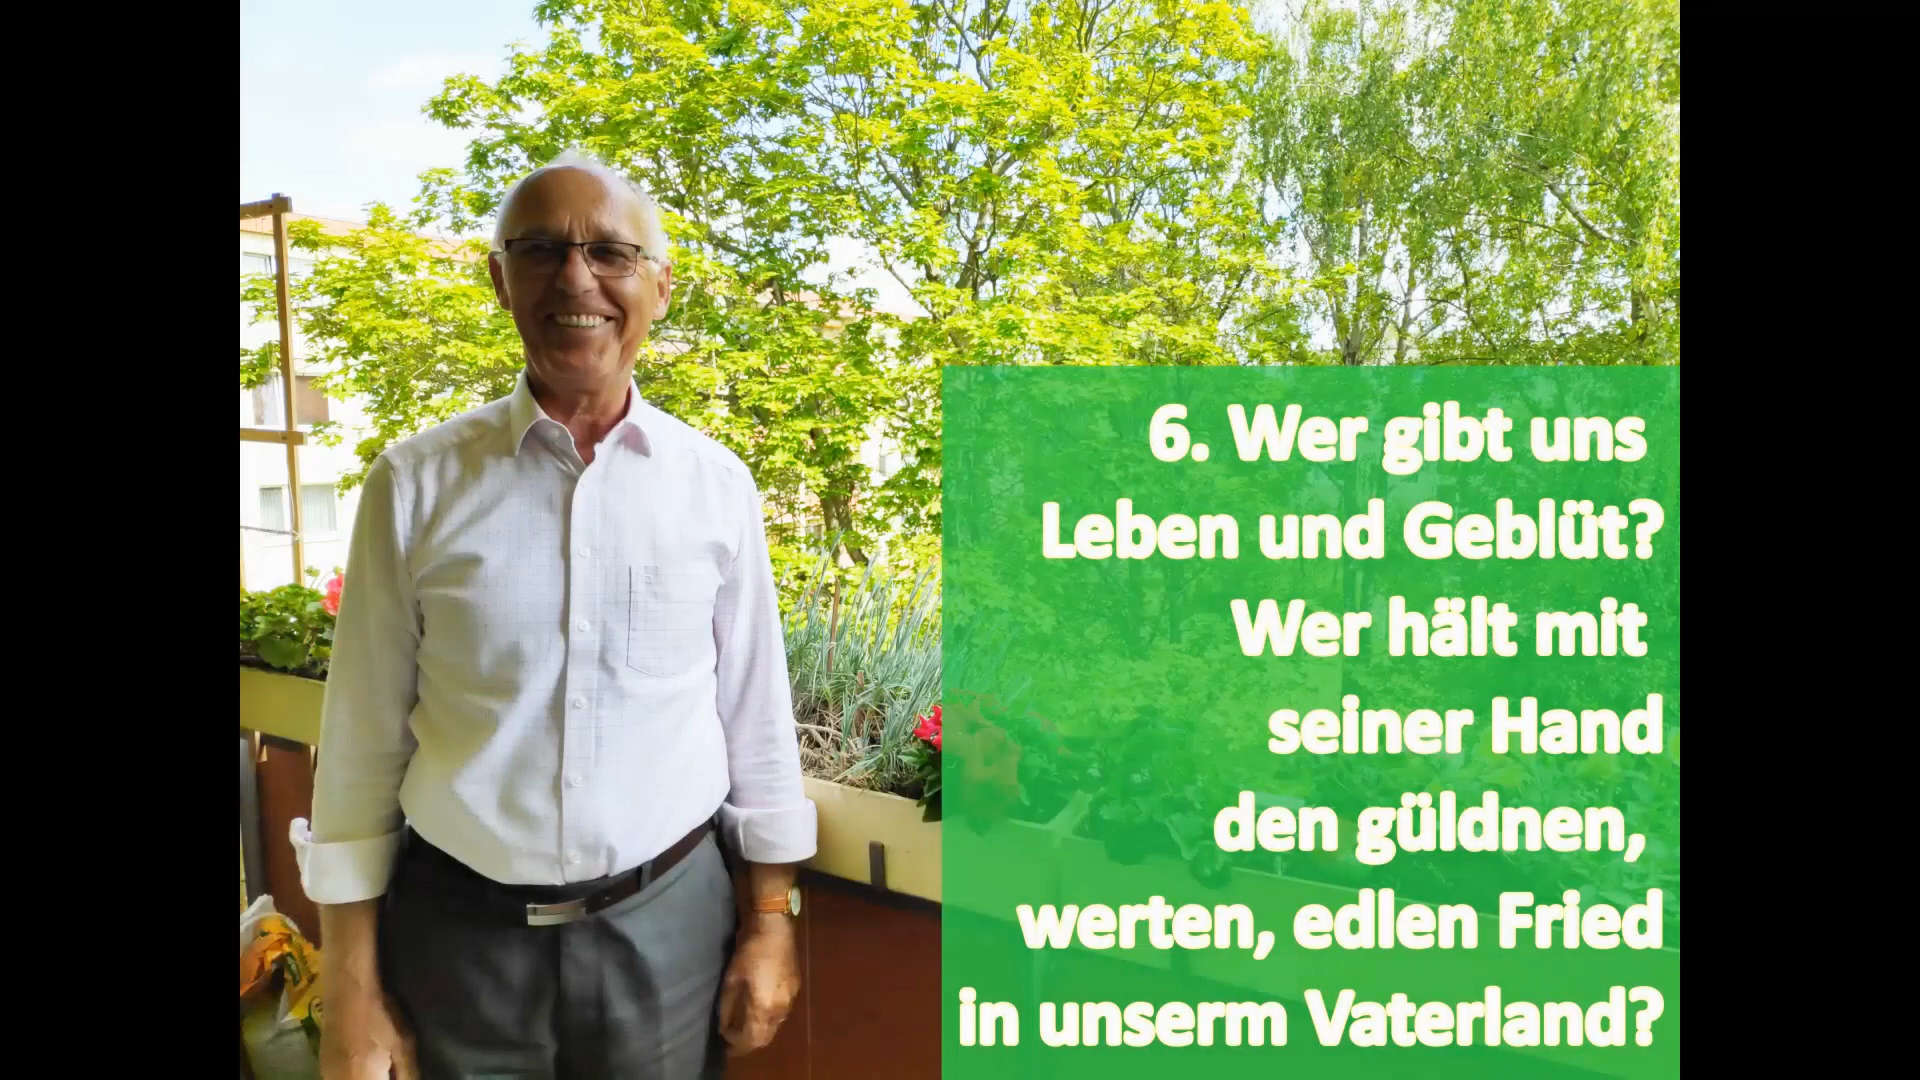 6. Wer gibt uns
Leben und Geblüt?
Wer hält mit
seiner Hand
den güldnen,
werten, edlen Fried
in unserm Vaterland?